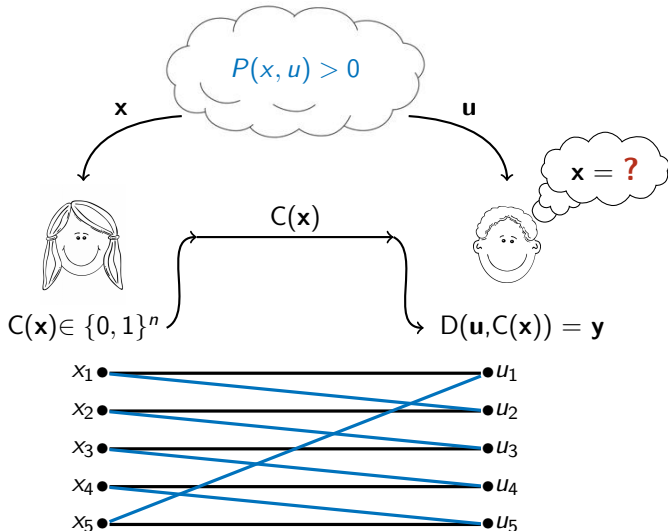 P(x, u) > 0
x
u
x = ?
C(x)
C(x)∈ {0, 1}ⁿ
D(u,C(x)) = y
x₁ u₁
x₂ u₂
x₃ u₃
x₄ u₄
x₅ u₅